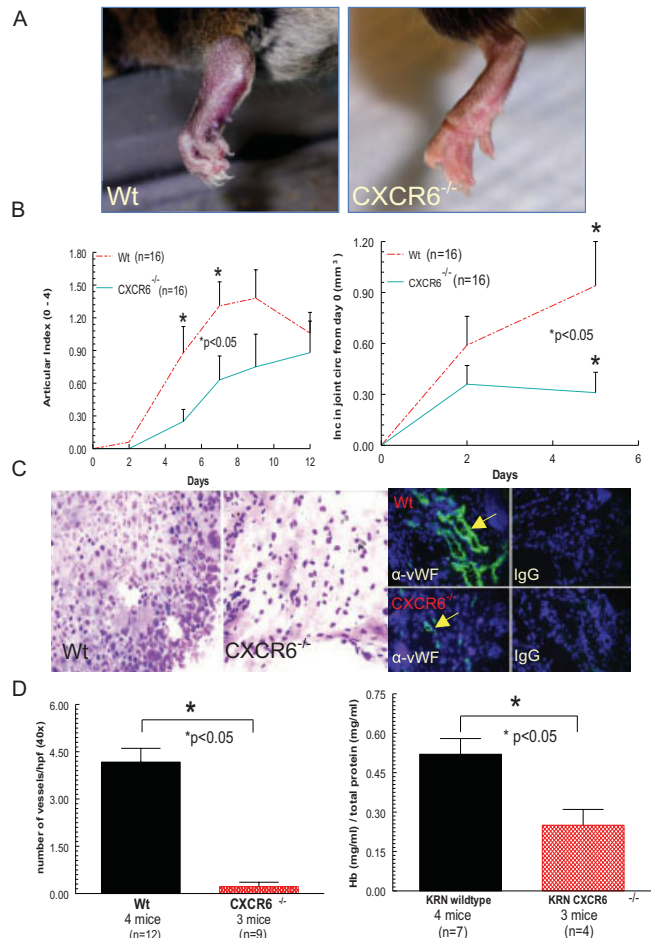 A
Wt
CXCR6-/-
B
1.80
1.50
1.20
0.90
0.60
0.30
0.00
Articular Index (0 - 4)
Wt (n=16)
CXCR6-/- (n=16)
*
*
*p<0.05
0
2
4
6
8
10
12
Days
1.20
0.90
0.60
0.30
0.00
Inc in joint circ from day 0 (mm³)
Wt (n=16)
CXCR6-/- (n=16)
*
*p<0.05
*
0
2
4
6
Days
C
Wt
CXCR6-/-
Wt
α-vWF
IgG
CXCR6-/-
α-vWF
IgG
D
6.00
4.50
3.00
1.50
0.00
number of vessels/hpf (40x)
*
*p<0.05
Wt
4 mice
(n=12)
CXCR6 -/-
3 mice
(n=9)
0.75
0.60
0.45
0.30
0.15
0.00
Hb (mg/ml) / total protein (mg/ml)
*
* p<0.05
KRN wildtype
4 mice
(n=7)
KRN CXCR6 -/-
3 mice
(n=4)